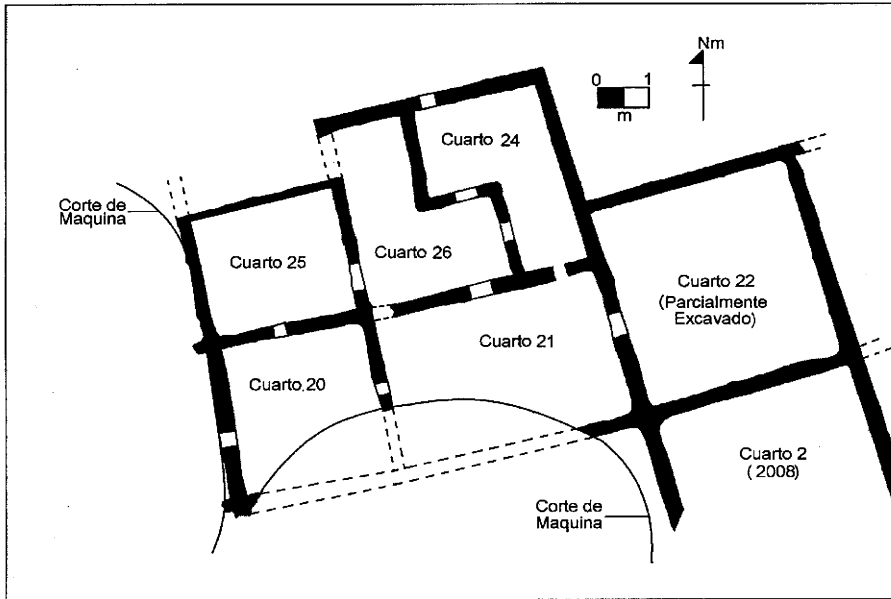 Nm
0 1
m
Cuarto 24
Corte de
Maquina
Cuarto 25
Cuarto 26
Cuarto 22
(Parcialmente
Excavado)
Cuarto 21
Cuarto 20
Cuarto 2
(2008)
Corte de
Maquina